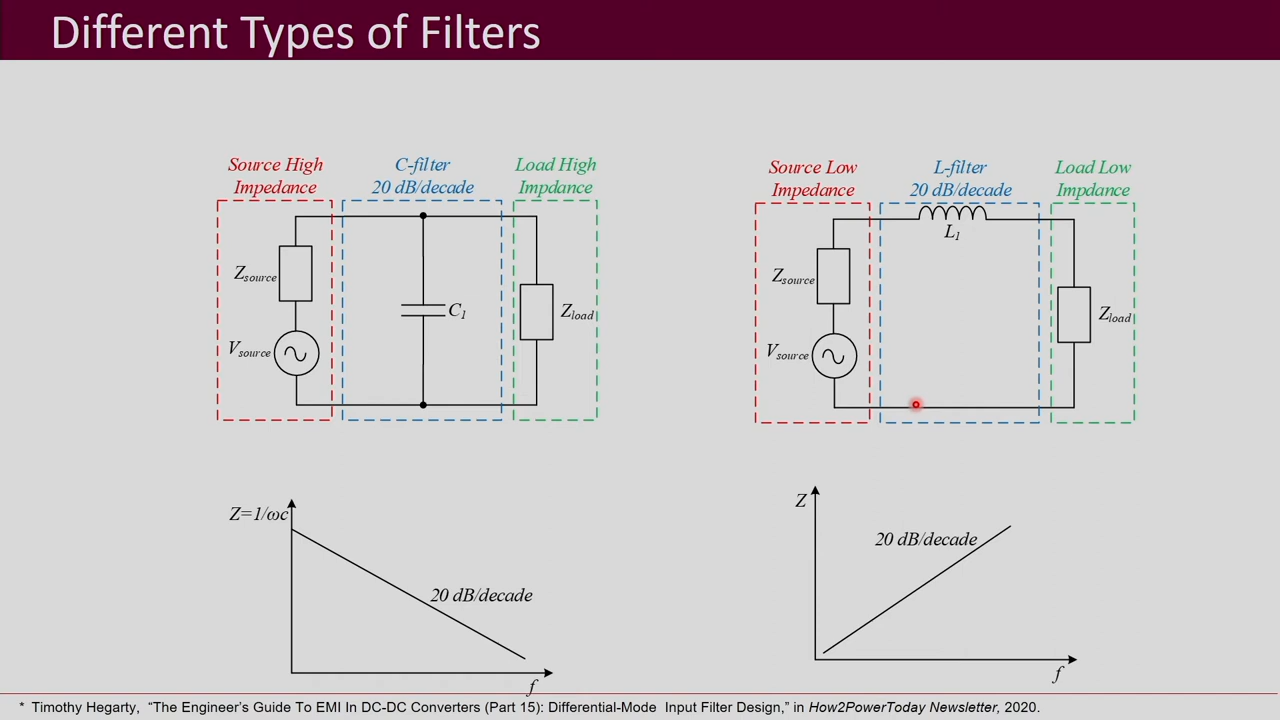 Different Types of Filters
Source High
Impedance
C-filter
20 dB/decade
Load High
Impdance
Zsource
Vsource
C1
Zload
Source Low
Impedance
L-filter
20 dB/decade
Load Low
Impdance
L1
Zsource
Vsource
Zload
Z=1/ωc
20 dB/decade
f
Z
20 dB/decade
f
* Timothy Hegarty, “The Engineer’s Guide To EMI In DC-DC Converters (Part 15): Differential-Mode Input Filter Design,” in How2PowerToday Newsletter, 2020.